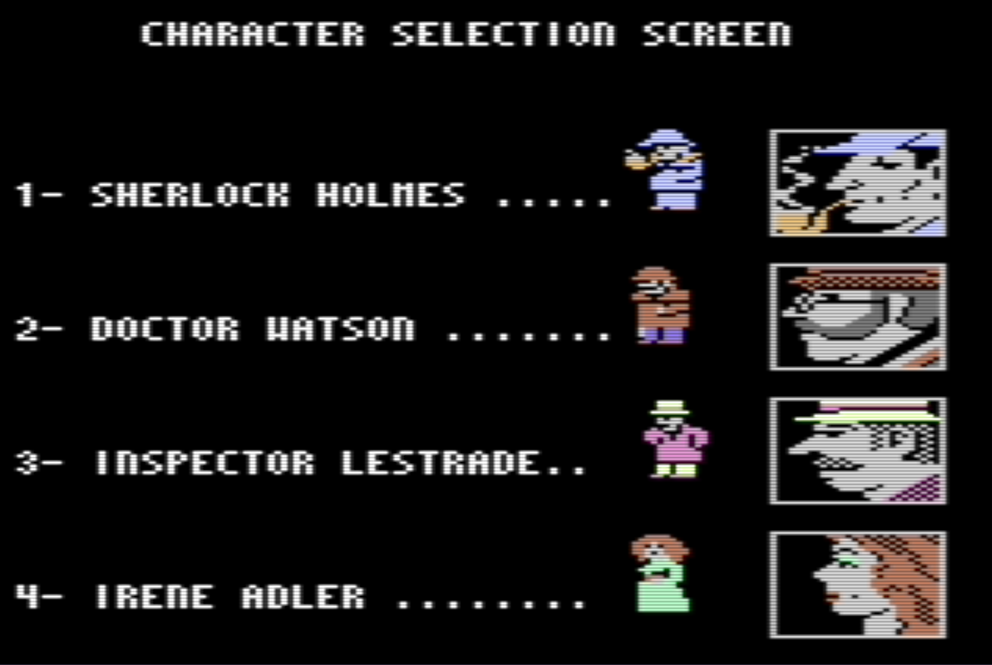 CHARACTER SELECTION SCREEN
1- SHERLOCK HOLMES .....
2- DOCTOR WATSON .......
3- INSPECTOR LESTRADE..
4- IRENE ADLER ........